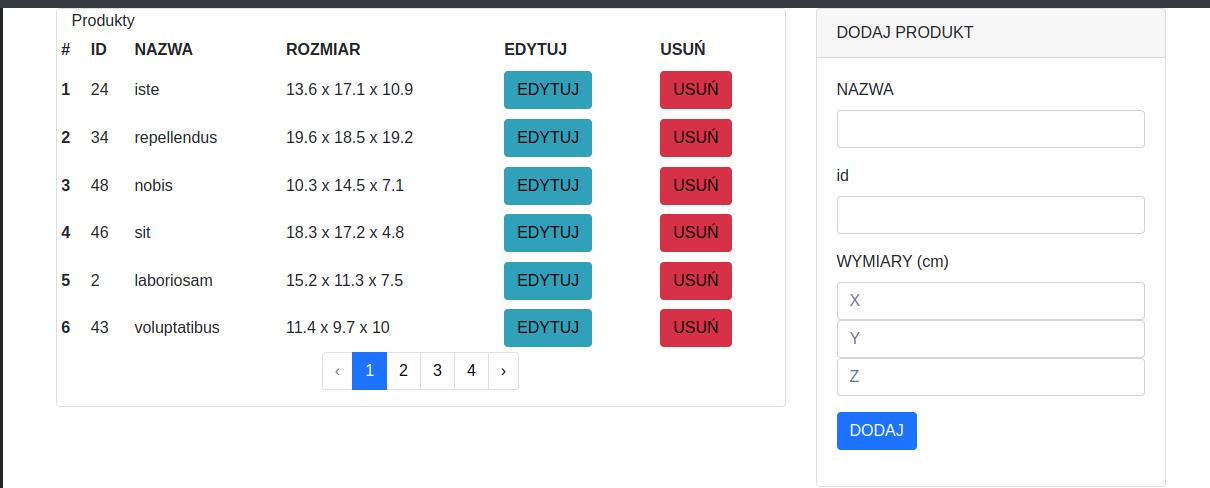 Produkty
# ID NAZWA ROZMIAR EDYTUJ USUŃ
1 24 iste 13.6 x 17.1 x 10.9 EDYTUJ USUŃ
2 34 repellendus 19.6 x 18.5 x 19.2 EDYTUJ USUŃ
3 48 nobis 10.3 x 14.5 x 7.1 EDYTUJ USUŃ
4 46 sit 18.3 x 17.2 x 4.8 EDYTUJ USUŃ
5 2 laboriosam 15.2 x 11.3 x 7.5 EDYTUJ USUŃ
6 43 voluptatibus 11.4 x 9.7 x 10 EDYTUJ USUŃ
‹ 1 2 3 4 ›
DODAJ PRODUKT
NAZWA
id
WYMIARY (cm)
X
Y
Z
DODAJ